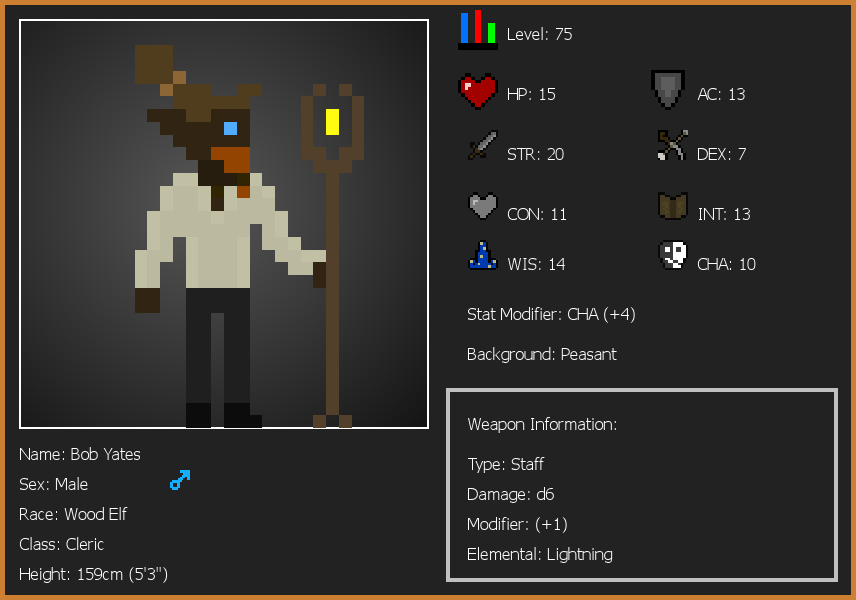 Level: 75
HP: 15
AC: 13
STR: 20
DEX: 7
CON: 11
INT: 13
WIS: 14
CHA: 10
Stat Modifier: CHA (+4)
Background: Peasant
Weapon Information:
Type: Staff
Damage: d6
Modifier: (+1)
Elemental: Lightning
Name: Bob Yates
Sex: Male
Race: Wood Elf
Class: Cleric
Height: 159cm (5'3")